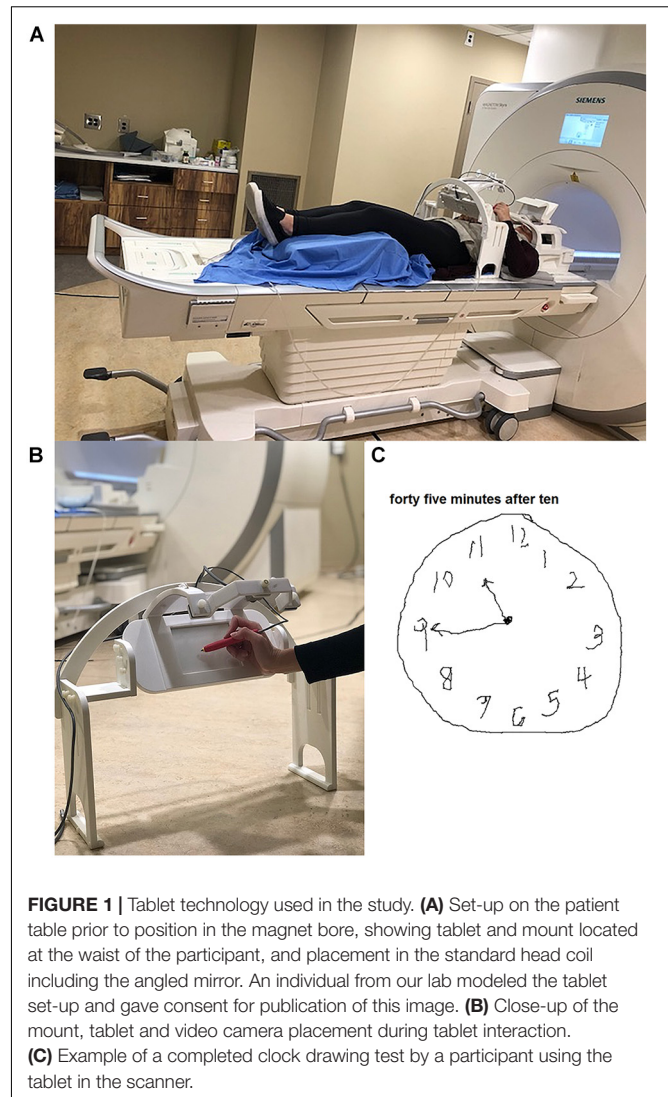 A
SIEMENS
B
C
forty five minutes after ten
12
11
1
10
2
9
3
8
4
7
5
6
FIGURE 1 | Tablet technology used in the study. (A) Set-up on the patient
table prior to position in the magnet bore, showing tablet and mount located
at the waist of the participant, and placement in the standard head coil
including the angled mirror. An individual from our lab modeled the tablet
set-up and gave consent for publication of this image. (B) Close-up of the
mount, tablet and video camera placement during tablet interaction.
(C) Example of a completed clock drawing test by a participant using the
tablet in the scanner.